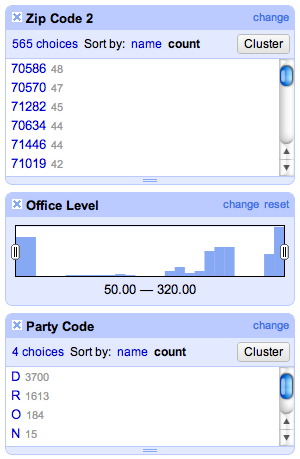 Zip Code 2 change
565 choices Sort by: name count Cluster
70586 48
70570 47
71282 45
70634 44
71446 44
71019 42
Office Level change reset
50.00 — 320.00
Party Code change
4 choices Sort by: name count Cluster
D 3700
R 1613
O 184
N 15